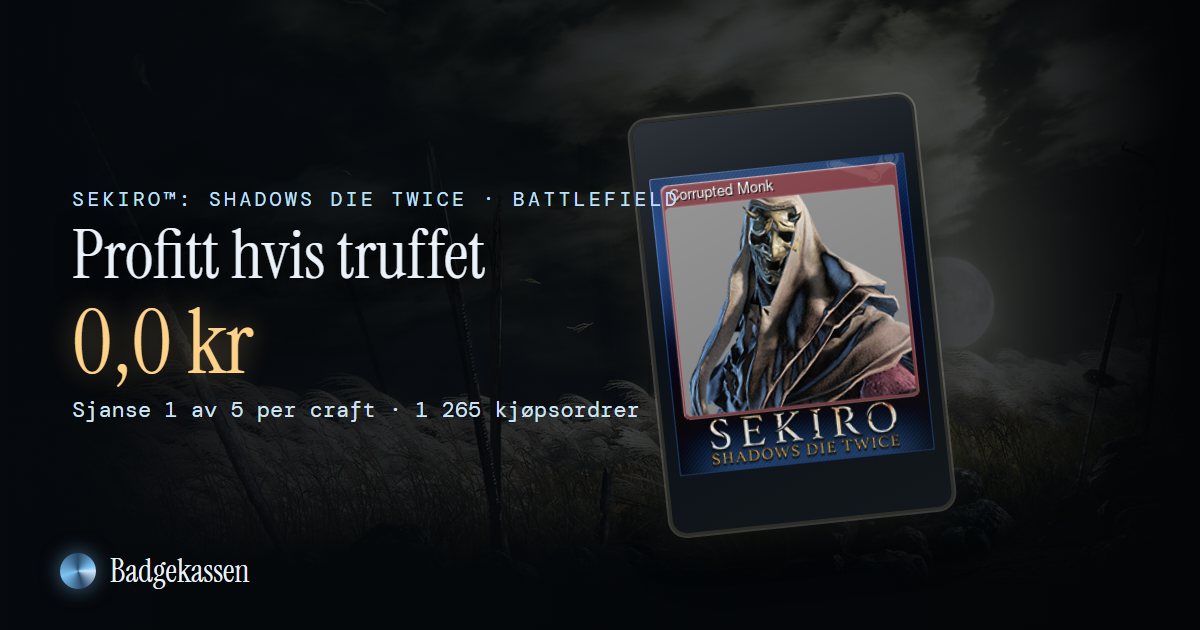 SEKIRO™: SHADOWS DIE TWICE · BATTLEFIELD
Profitt hvis truffet
0,0 kr
Sjanse 1 av 5 per craft · 1 265 kjøpsordrer
Corrupted Monk
SEKIRO
SHADOWS DIE TWICE
Badgekassen